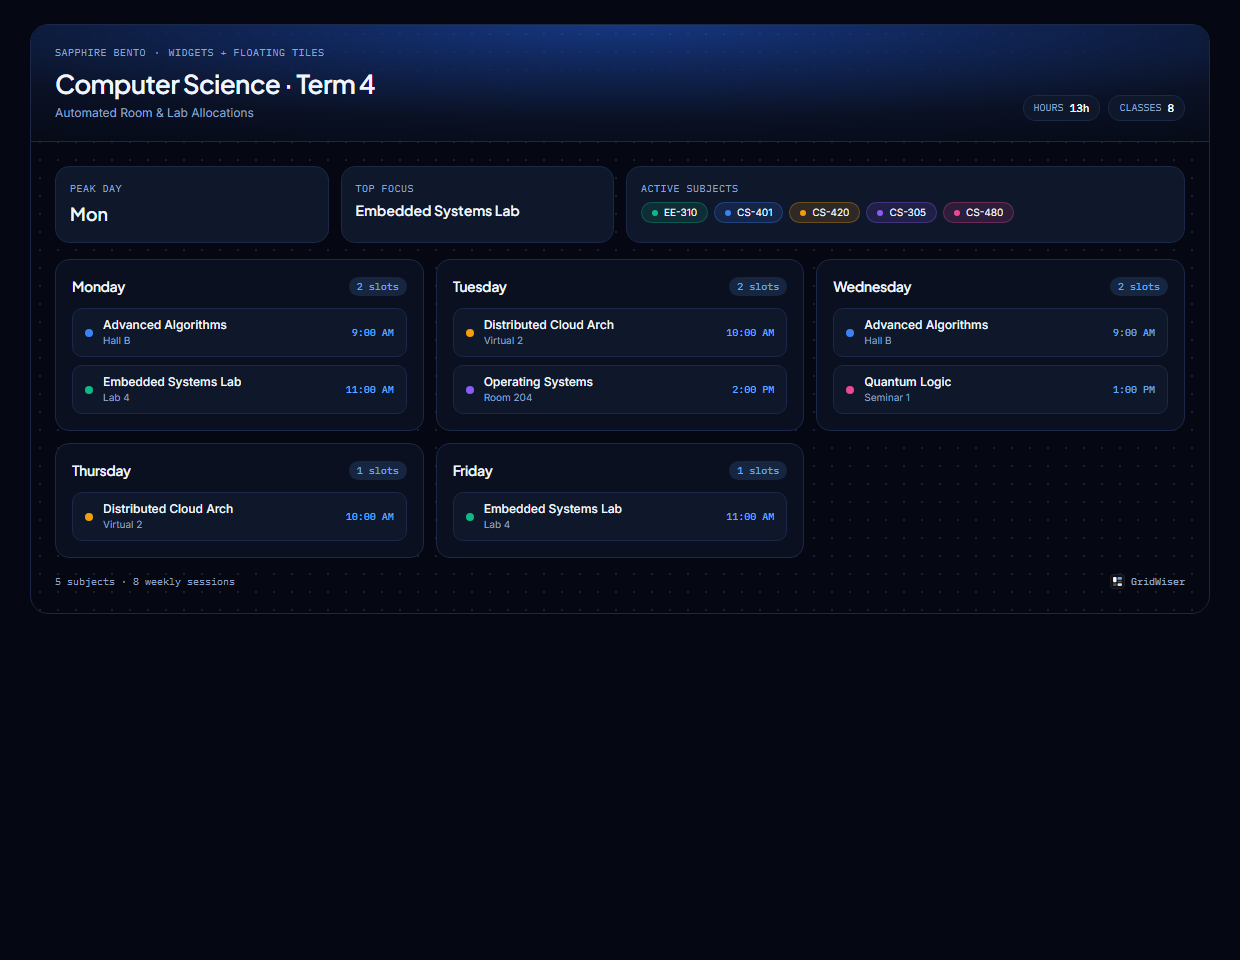 SAPPHIRE BENTO · WIDGETS + FLOATING TILES
Computer Science · Term 4
Automated Room & Lab Allocations
HOURS 13h
CLASSES 8
PEAK DAY
Mon
TOP FOCUS
Embedded Systems Lab
ACTIVE SUBJECTS
EE-310 CS-401 CS-420 CS-305 CS-480
Monday
2 slots
Advanced Algorithms
Hall B
9:00 AM
Embedded Systems Lab
Lab 4
11:00 AM
Tuesday
2 slots
Distributed Cloud Arch
Virtual 2
10:00 AM
Operating Systems
Room 204
2:00 PM
Wednesday
2 slots
Advanced Algorithms
Hall B
9:00 AM
Quantum Logic
Seminar 1
1:00 PM
Thursday
1 slots
Distributed Cloud Arch
Virtual 2
10:00 AM
Friday
1 slots
Embedded Systems Lab
Lab 4
11:00 AM
5 subjects · 8 weekly sessions
GridWiser